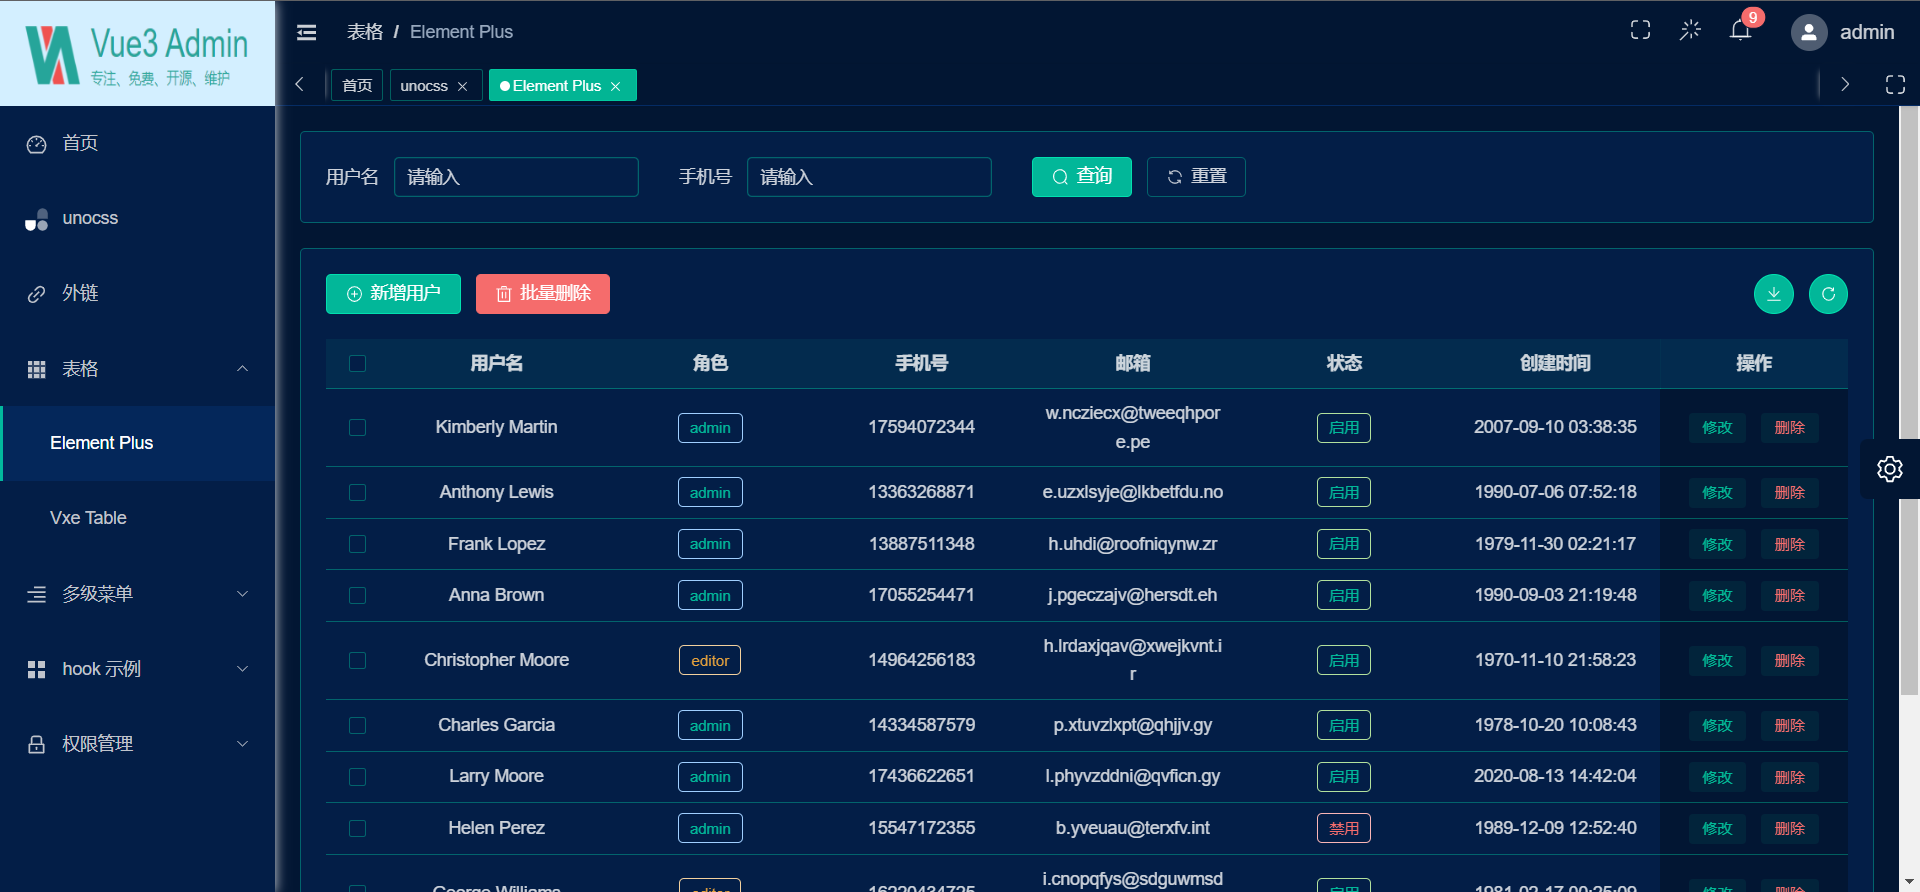 Vue3 Admin
专注、免费、开源、维护
表格 / Element Plus
9
admin
首页
unocss
Element Plus
首页
unocss
外链
表格
Element Plus
Vxe Table
多级菜单
hook 示例
权限管理
用户名 请输入 手机号 请输入 查询 重置
新增用户 批量删除
用户名 角色 手机号 邮箱 状态 创建时间 操作
Kimberly Martin admin 17594072344 w.ncziecx@tweeqhpor
e.pe 启用 2007-09-10 03:38:35 修改 删除
Anthony Lewis admin 13363268871 e.uzxlsyje@lkbetfdu.no 启用 1990-07-06 07:52:18 修改 删除
Frank Lopez admin 13887511348 h.uhdi@roofniqynw.zr 启用 1979-11-30 02:21:17 修改 删除
Anna Brown admin 17055254471 j.pgeczajv@hersdt.eh 启用 1990-09-03 21:19:48 修改 删除
Christopher Moore editor 14964256183 h.lrdaxjqav@xwejkvnt.i
r 启用 1970-11-10 21:58:23 修改 删除
Charles Garcia admin 14334587579 p.xtuvzlxpt@qhjjv.gy 启用 1978-10-20 10:08:43 修改 删除
Larry Moore admin 17436622651 l.phyvzddni@qvficn.gy 启用 2020-08-13 14:42:04 修改 删除
Helen Perez admin 15547172355 b.yveuau@terxfv.int 禁用 1989-12-09 12:52:40 修改 删除
George Williams editor i.cnopqfys@sdguwmsd 启用